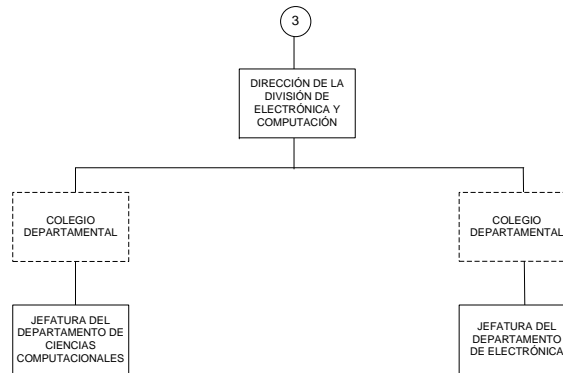 3
DIRECCIÓN DE LA
DIVISIÓN DE
ELECTRÓNICA Y
COMPUTACIÓN
COLEGIO
DEPARTAMENTAL
COLEGIO
DEPARTAMENTAL
JEFATURA DEL
DEPARTAMENTO DE
CIENCIAS
COMPUTACIONALES
JEFATURA DEL
DEPARTAMENTO
DE ELECTRÓNICA